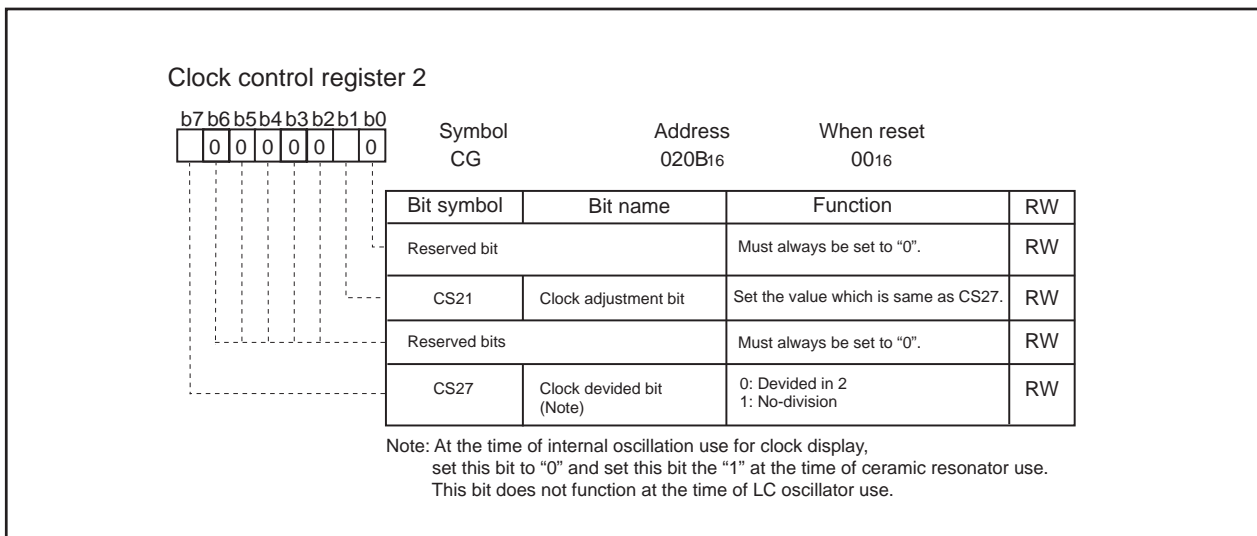 Clock control register 2
b7 b6 b5 b4 b3 b2 b1 b0
0 0 0 0 0 0
Symbol Address When reset
CG 020B16 0016
Bit symbol Bit name Function RW
Reserved bit Must always be set to “0”. RW
CS21 Clock adjustment bit Set the value which is same as CS27. RW
Reserved bits Must always be set to “0”. RW
CS27 Clock devided bit (Note) 0: Devided in 2 1: No-division RW
Note: At the time of internal oscillation use for clock display,
set this bit to “0” and set this bit the “1” at the time of ceramic resonator use.
This bit does not function at the time of LC oscillator use.